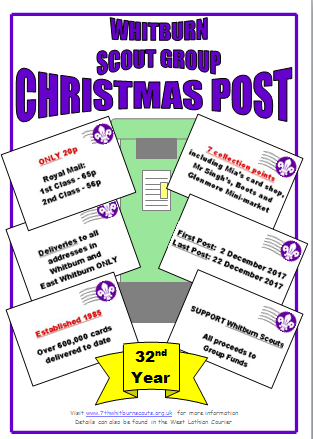 WHITBURN
SCOUT GROUP
CHRISTMAS POST
ONLY 20p
Royal Mail:
1st Class - 65p
2nd Class - 56p
7 collection points
including Mia's card shop,
Mr Singh's, Boots and
Glenmore Mini-market
Deliveries to all
addresses in
Whitburn and
East Whitburn ONLY
First Post: 2 December 2017
Last Post: 22 December 2017
Established 1985
Over 600,000 cards
delivered to date
SUPPORT Whitburn Scouts
All proceeds to
Group Funds
32nd
Year
Visit www.7thwhitburnscouts.org.uk for more information
Details can also be found in the West Lothian Courier